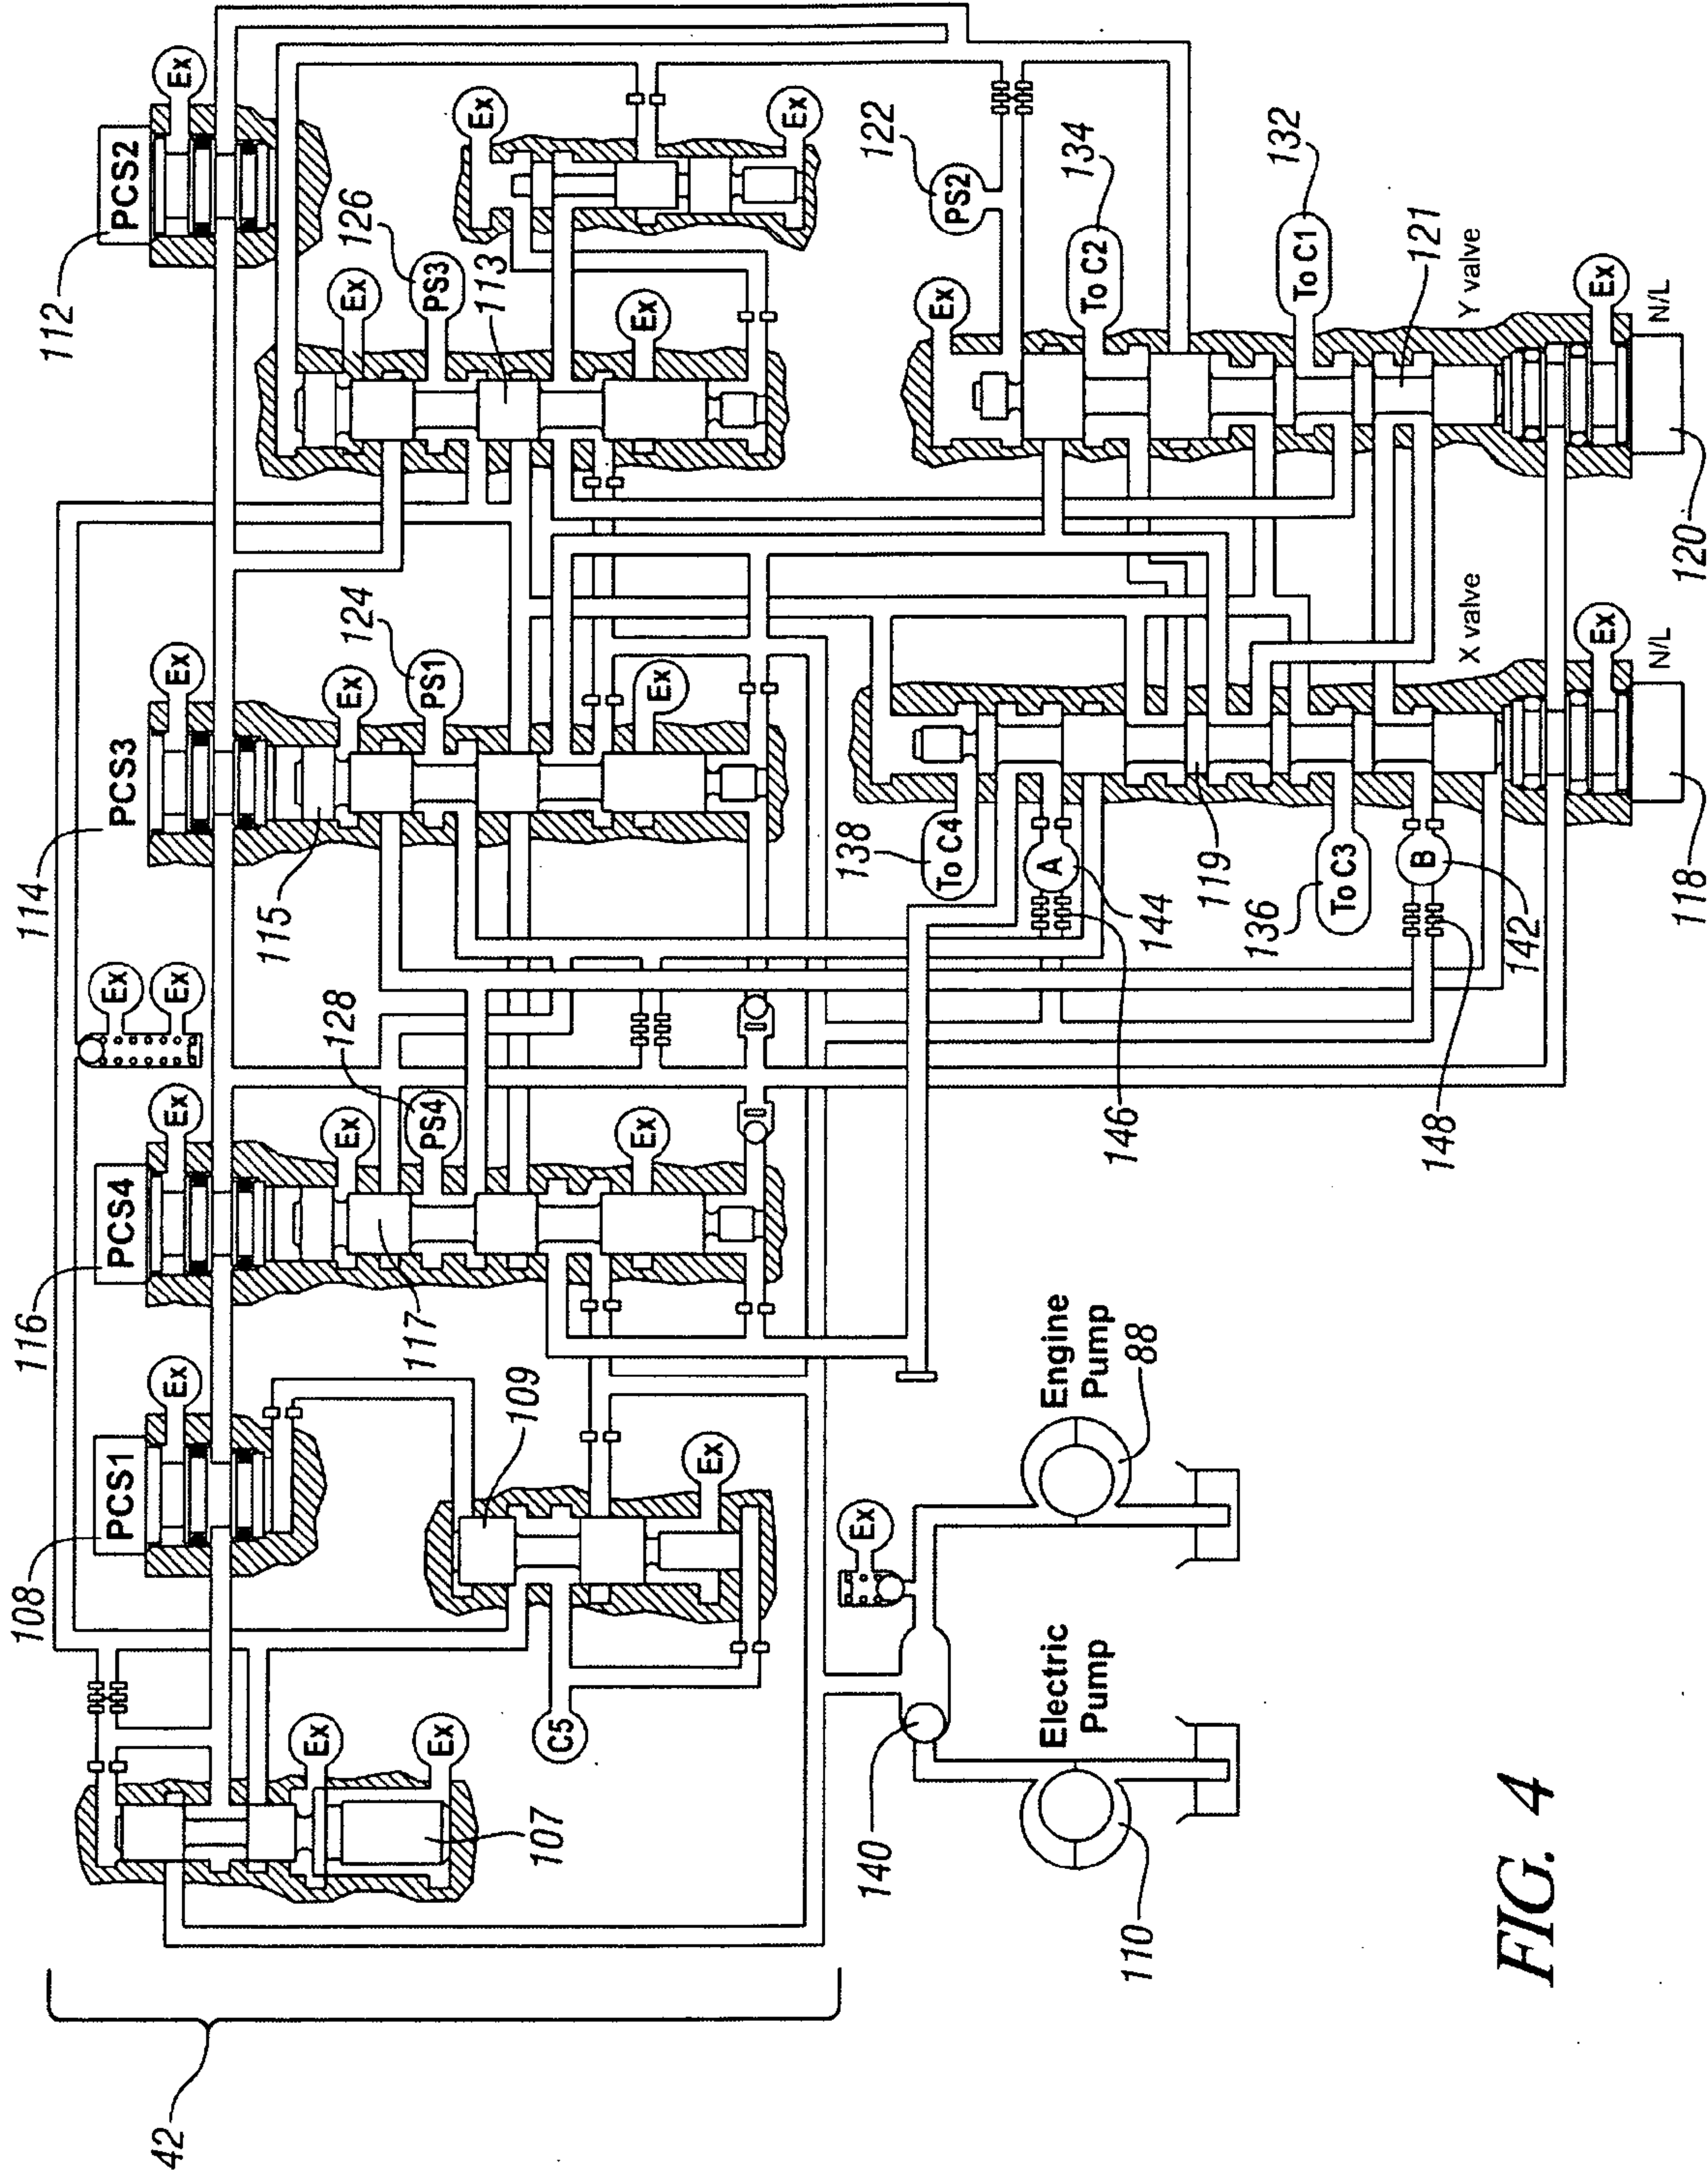 112
PCS2
Ex
126
Ex
PS3
113
Ex
Ex
Ex
122
PS2
Ex
134
To C2
132
To C1
121
Y valve
Ex
N/L
120
114
PCS3
Ex
115
Ex
124
PS1
Ex
Ex
Ex
138
To C4
A
144
119
136
To C3
B
142
X valve
Ex
N/L
118
146
148
116
PCS4
Ex
Ex
128
PS4
Ex
117
108
PCS1
Ex
109
Ex
C5
Ex
Ex
107
Ex
140
Engine
Pump
88
Electric
Pump
110
42
FIG. 4